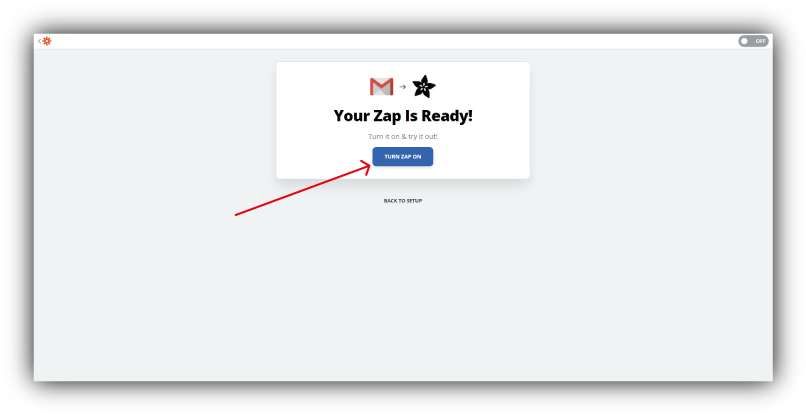 OFF
Your Zap Is Ready!
Turn it on & try it out!
TURN ZAP ON
BACK TO SETUP